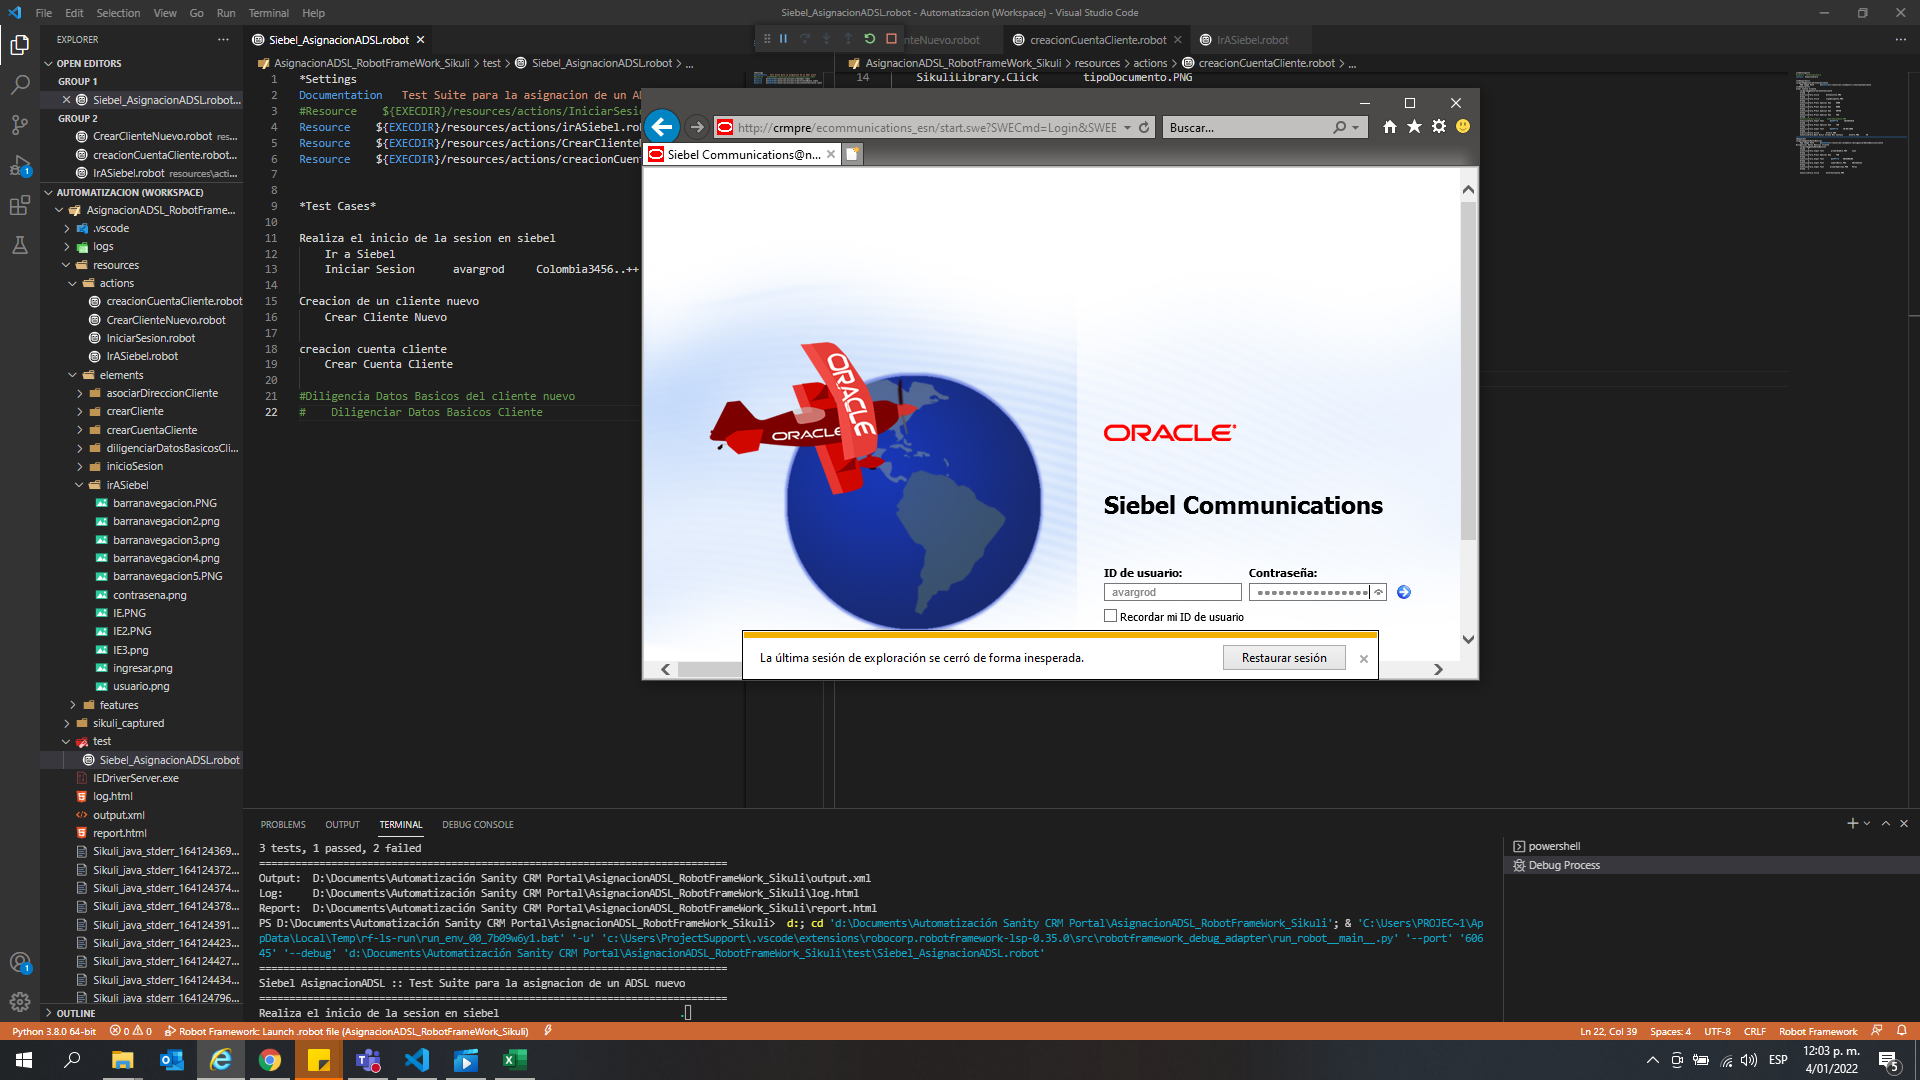 File Edit Selection View Go Run Terminal Help
Siebel_AsignacionADSL.robot - Automatizacion (Workspace) - Visual Studio Code
EXPLORER
OPEN EDITORS
GROUP 1
Siebel_AsignacionADSL.robot...
GROUP 2
CrearClienteNuevo.robot res...
creacionCuentaCliente.robot...
IrASiebel.robot resources\acti...
AUTOMATIZACION (WORKSPACE)
AsignacionADSL_RobotFrame...
.vscode
logs
resources
actions
creacionCuentaCliente.robot
CrearClienteNuevo.robot
IniciarSesion.robot
IrASiebel.robot
elements
asociarDireccionCliente
crearCliente
crearCuentaCliente
diligenciarDatosBasicosCli...
inicioSesion
irASiebel
barranavegacion.PNG
barranavegacion2.png
barranavegacion3.png
barranavegacion4.png
barranavegacion5.PNG
contrasena.png
IE.PNG
IE2.PNG
IE3.png
ingresar.png
usuario.png
features
sikuli_captured
test
Siebel_AsignacionADSL.robot
IEDriverServer.exe
log.html
output.xml
report.html
Sikuli_java_stderr_164124369...
Sikuli_java_stderr_164124372...
Sikuli_java_stderr_164124374...
Sikuli_java_stderr_164124378...
Sikuli_java_stderr_164124391...
Sikuli_java_stderr_164124423...
Sikuli_java_stderr_164124427...
Sikuli_java_stderr_164124434...
Sikuli_java_stderr_164124796...
OUTLINE
Siebel_AsignacionADSL.robot
AsignacionADSL_RobotFrameWork_Sikuli > test > Siebel_AsignacionADSL.robot > ...
1 *Settings
2 Documentation Test Suite para la asignacion de un AD
3 #Resource ${EXECDIR}/resources/actions/IniciarSesi
4 Resource ${EXECDIR}/resources/actions/irASiebel.ro
5 Resource ${EXECDIR}/resources/actions/CrearCliente
6 Resource ${EXECDIR}/resources/actions/creacionCuen
7
8
9 *Test Cases*
10
11 Realiza el inicio de la sesion en siebel
12 Ir a Siebel
13 Iniciar Sesion avargrod Colombia3456..++
14
15 Creacion de un cliente nuevo
16 Crear Cliente Nuevo
17
18 creacion cuenta cliente
19 Crear Cuenta Cliente
20
21 #Diligencia Datos Basicos del cliente nuevo
22 # Diligenciar Datos Basicos Cliente
nteNuevo.robot creacionCuentaCliente.robot IrASiebel.robot
AsignacionADSL_RobotFrameWork_Sikuli > resources > actions > creacionCuentaCliente.robot > ...
14 SikuliLibrary.Click tipoDocumento.PNG
http://crmpre/ecommunications_esn/start.swe?SWECmd=Login&SWEE
Buscar...
Siebel Communications@n...
ORACLE
ORACLE
ORACLE
Siebel Communications
ID de usuario: Contraseña:
avargrod
Recordar mi ID de usuario
La última sesión de exploración se cerró de forma inesperada. Restaurar sesión
PROBLEMS OUTPUT TERMINAL DEBUG CONSOLE
3 tests, 1 passed, 2 failed
==============================================================================
Output: D:\Documents\Automatización Sanity CRM Portal\AsignacionADSL_RobotFrameWork_Sikuli\output.xml
Log: D:\Documents\Automatización Sanity CRM Portal\AsignacionADSL_RobotFrameWork_Sikuli\log.html
Report: D:\Documents\Automatización Sanity CRM Portal\AsignacionADSL_RobotFrameWork_Sikuli\report.html
PS D:\Documents\Automatización Sanity CRM Portal\AsignacionADSL_RobotFrameWork_Sikuli> d:; cd 'd:\Documents\Automatización Sanity CRM Portal\AsignacionADSL_RobotFrameWork_Sikuli'; & 'C:\Users\PROJEC~1\Ap
pData\Local\Temp\rf-ls-run\run_env_00_7b09w6y1.bat' '-u' 'c:\Users\ProjectSupport\.vscode\extensions\robocorp.robotframework-lsp-0.35.0\src\robotframework_debug_adapter\run_robot__main__.py' '--port' '606
45' '--debug' 'd:\Documents\Automatización Sanity CRM Portal\AsignacionADSL_RobotFrameWork_Sikuli\test\Siebel_AsignacionADSL.robot'
==============================================================================
Siebel AsignacionADSL :: Test Suite para la asignacion de un ADSL nuevo
==============================================================================
Realiza el inicio de la sesion en siebel .
powershell
Debug Process
Python 3.8.0 64-bit 0 0 Robot Framework: Launch .robot file (AsignacionADSL_RobotFrameWork_Sikuli)
Ln 22, Col 39 Spaces: 4 UTF-8 CRLF Robot Framework
ESP
12:03 p. m.
4/01/2022
5